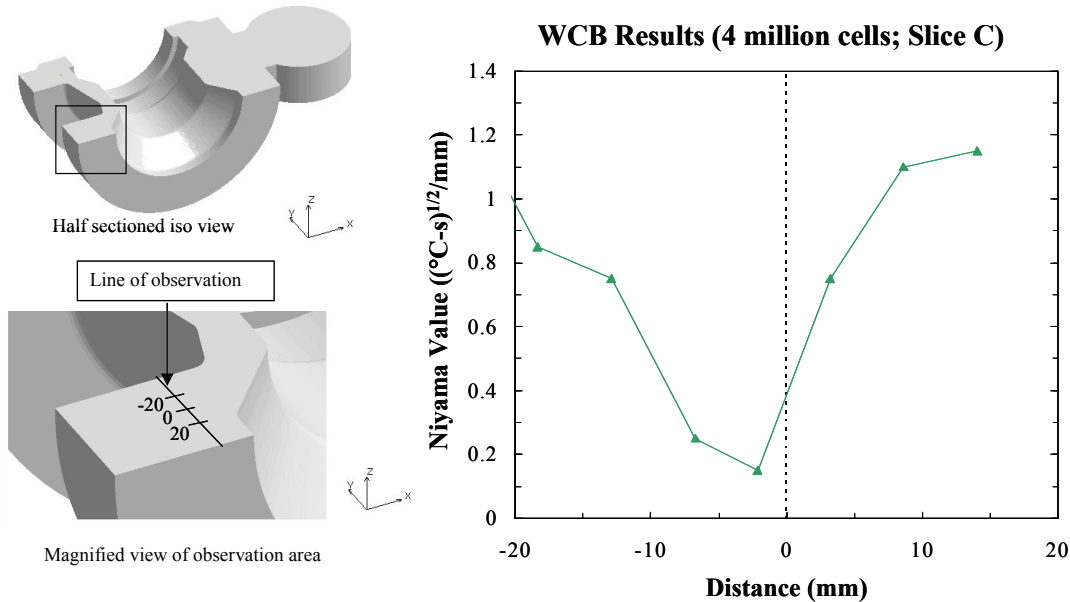 Z
Y
X
Half sectioned iso view
Line of observation
-20
0
20
Z
Y
X
Magnified view of observation area
WCB Results (4 million cells; Slice C)
Niyama Value ((°C-s)1/2/mm)
1.4
1.2
1
0.8
0.6
0.4
0.2
0
-20 -10 0 10 20
Distance (mm)